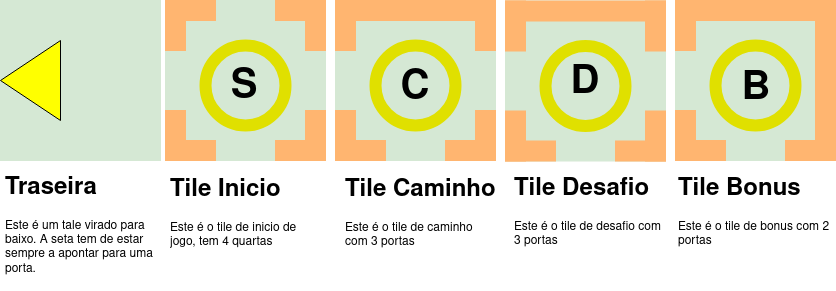 S
C
D
B
Traseira
Este é um tale virado para
baixo. A seta tem de estar
sempre a apontar para uma
porta.
Tile Inicio
Este é o tile de inicio de
jogo, tem 4 quartas
Tile Caminho
Este é o tile de caminho
com 3 portas
Tile Desafio
Este é o tile de desafio com
3 portas
Tile Bonus
Este é o tile de bonus com 2
portas